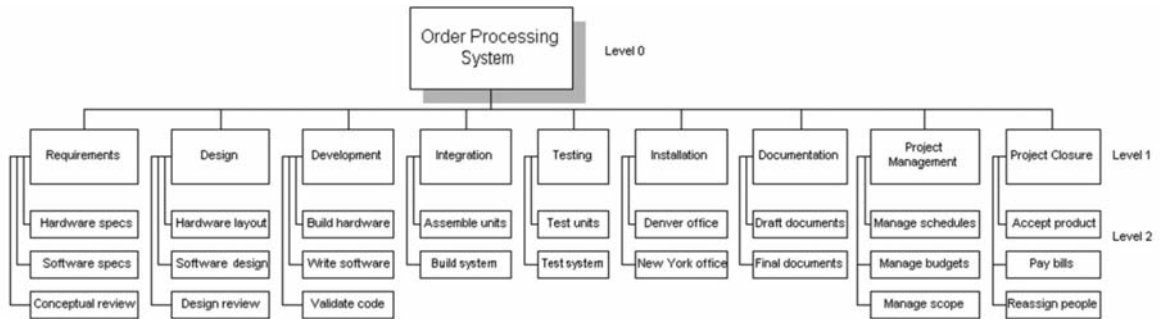 Order Processing
System
Level 0
Requirements
Design
Development
Integration
Testing
Installation
Documentation
Project
Management
Project Closure
Level 1
Hardware specs
Hardware layout
Build hardware
Assemble units
Test units
Denver office
Draft documents
Manage schedules
Accept product
Level 2
Software specs
Software design
Write software
Build system
Test system
New York office
Final documents
Manage budgets
Pay bills
Conceptual review
Design review
Validate code
Manage scope
Reassign people